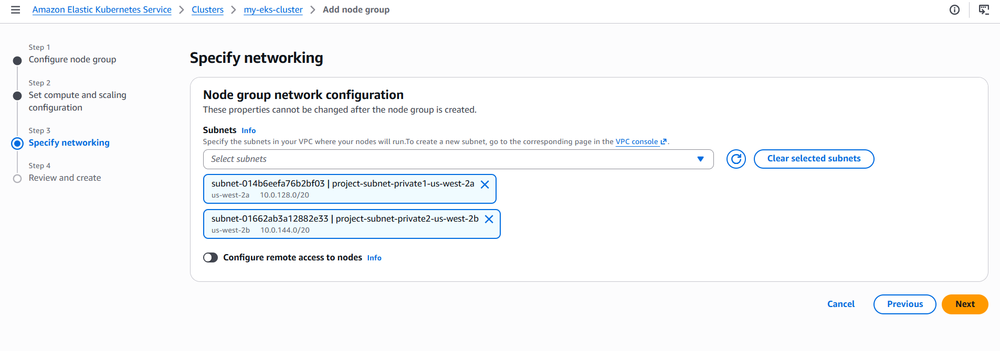 Amazon Elastic Kubernetes Service > Clusters > my-eks-cluster > Add node group
Step 1
Configure node group
Step 2
Set compute and scaling
configuration
Step 3
Specify networking
Step 4
Review and create
Specify networking
Node group network configuration
These properties cannot be changed after the node group is created.
Subnets Info
Specify the subnets in your VPC where your nodes will run.To create a new subnet, go to the corresponding page in the VPC console.
Select subnets
Clear selected subnets
subnet-014b6eefa76b2bf03 | project-subnet-private1-us-west-2a
us-west-2a 10.0.128.0/20
subnet-01662ab3a12882e33 | project-subnet-private2-us-west-2b
us-west-2b 10.0.144.0/20
Configure remote access to nodes Info
Cancel Previous Next